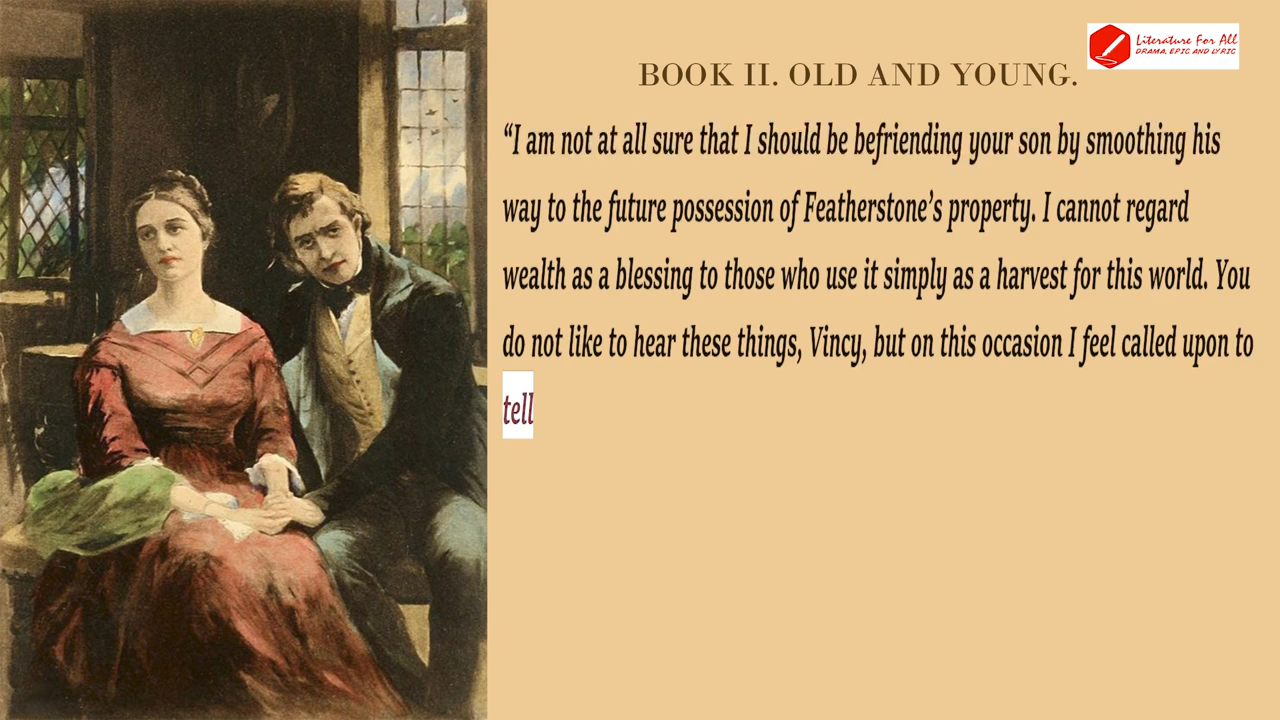 Literature For All
DRAMA, EPIC AND LYRIC
BOOK II. OLD AND YOUNG.
“I am not at all sure that I should be befriending your son by smoothing his
way to the future possession of Featherstone’s property. I cannot regard
wealth as a blessing to those who use it simply as a harvest for this world. You
do not like to hear these things, Vincy, but on this occasion I feel called upon to
tell